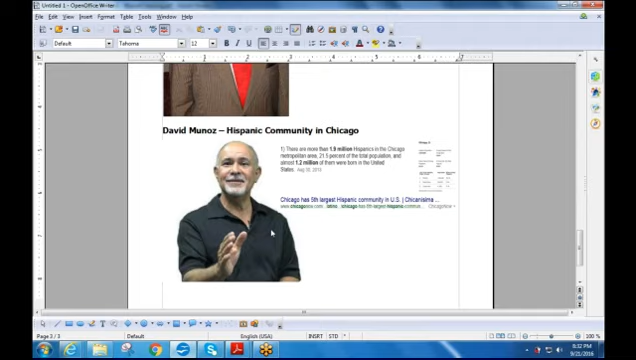 Untitled 1 - OpenOffice Writer
File Edit View Insert Format Table Tools Window Help
Default Tahoma 12
David Munoz – Hispanic Community in Chicago
1) There are more than 1.9 million Hispanics in the Chicago
metropolitan area, 21.5 percent of the total population, and
almost 1.2 million of them were born in the United
States.
Chicago has 5th largest Hispanic community in U.S. | Chicanisima ...
Page 3 / 3 Default English (USA) INSRT STD 100 %
6:32 PM
9/21/2016